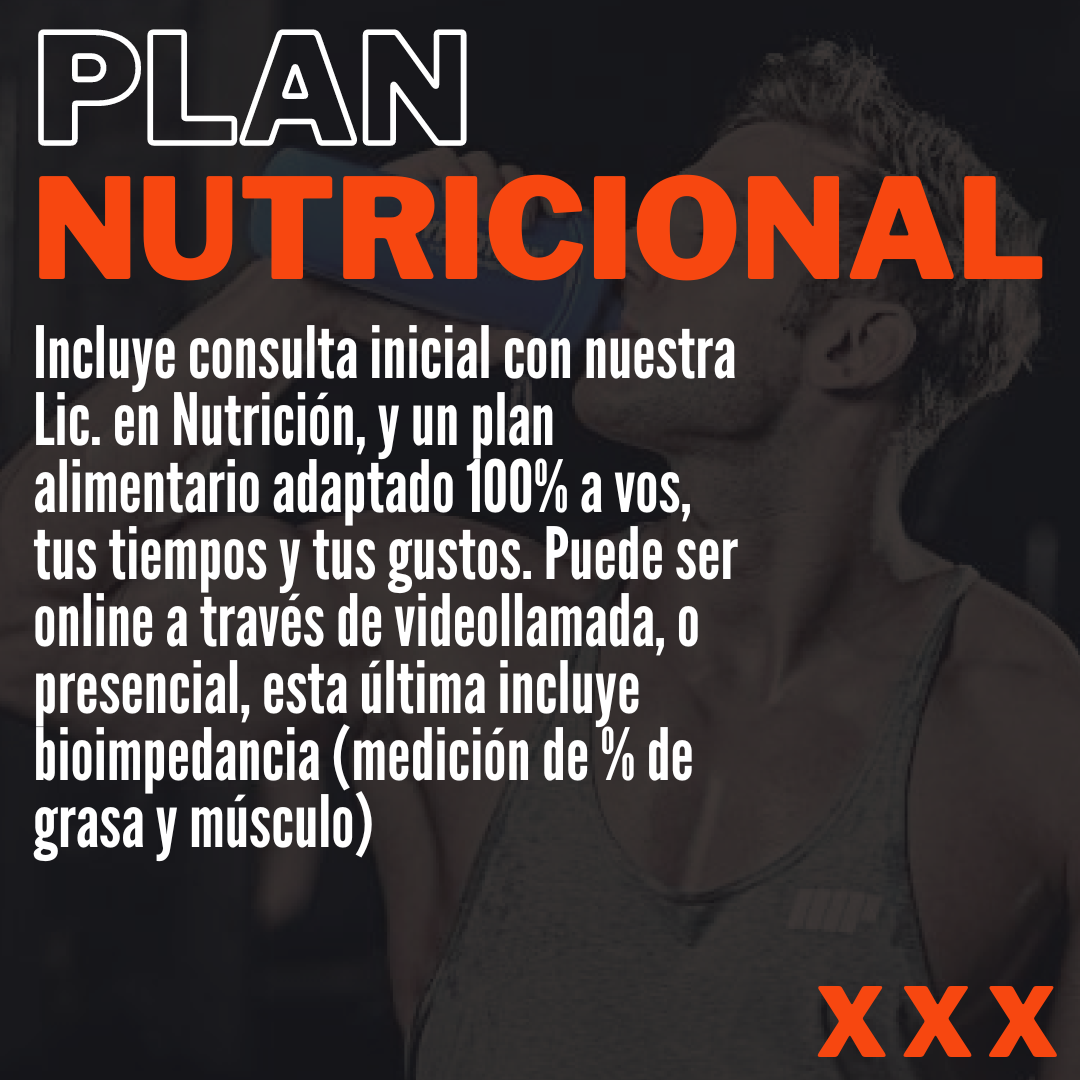 PLAN
NUTRICIONAL
Incluye consulta inicial con nuestra
Lic. en Nutrición, y un plan
alimentario adaptado 100% a vos,
tus tiempos y tus gustos. Puede ser
online a través de videollamada, o
presencial, esta última incluye
bioimpedancia (medición de % de
grasa y músculo)
XXX